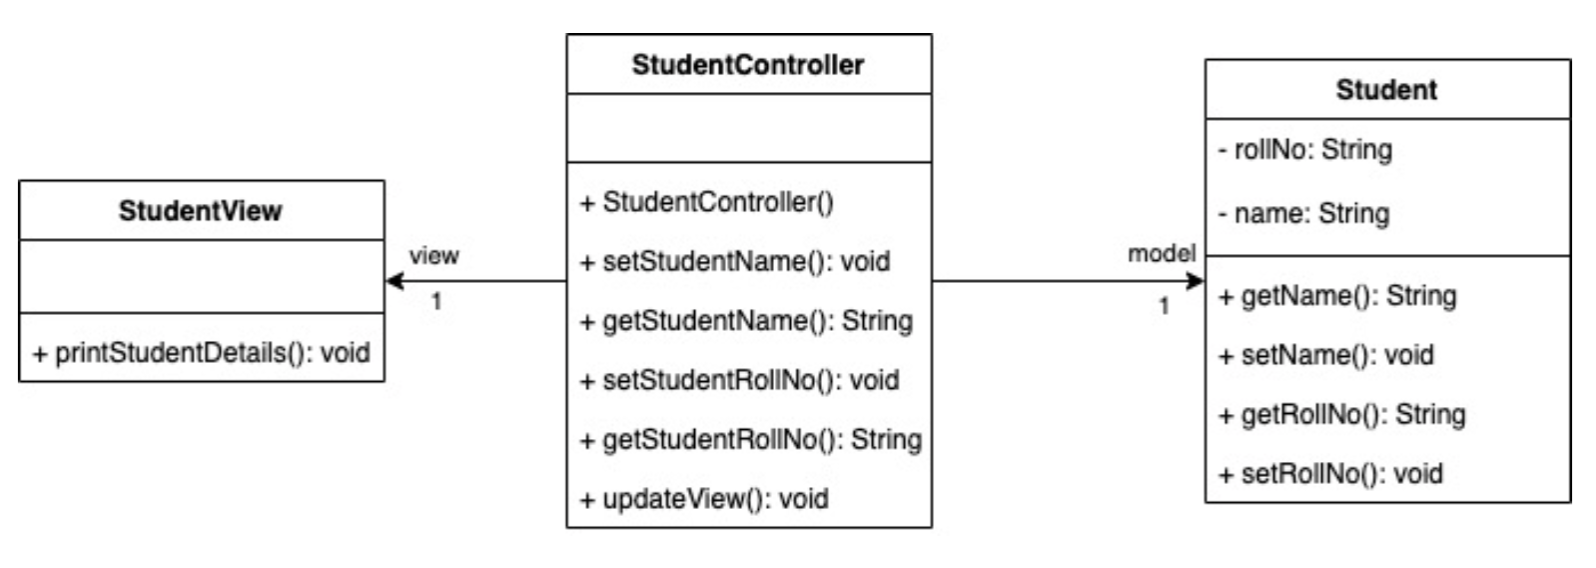 StudentView
+ printStudentDetails(): void
view
1
StudentController
+ StudentController()
+ setStudentName(): void
+ getStudentName(): String
+ setStudentRollNo(): void
+ getStudentRollNo(): String
+ updateView(): void
model
1
Student
- rollNo: String
- name: String
+ getName(): String
+ setName(): void
+ getRollNo(): String
+ setRollNo(): void